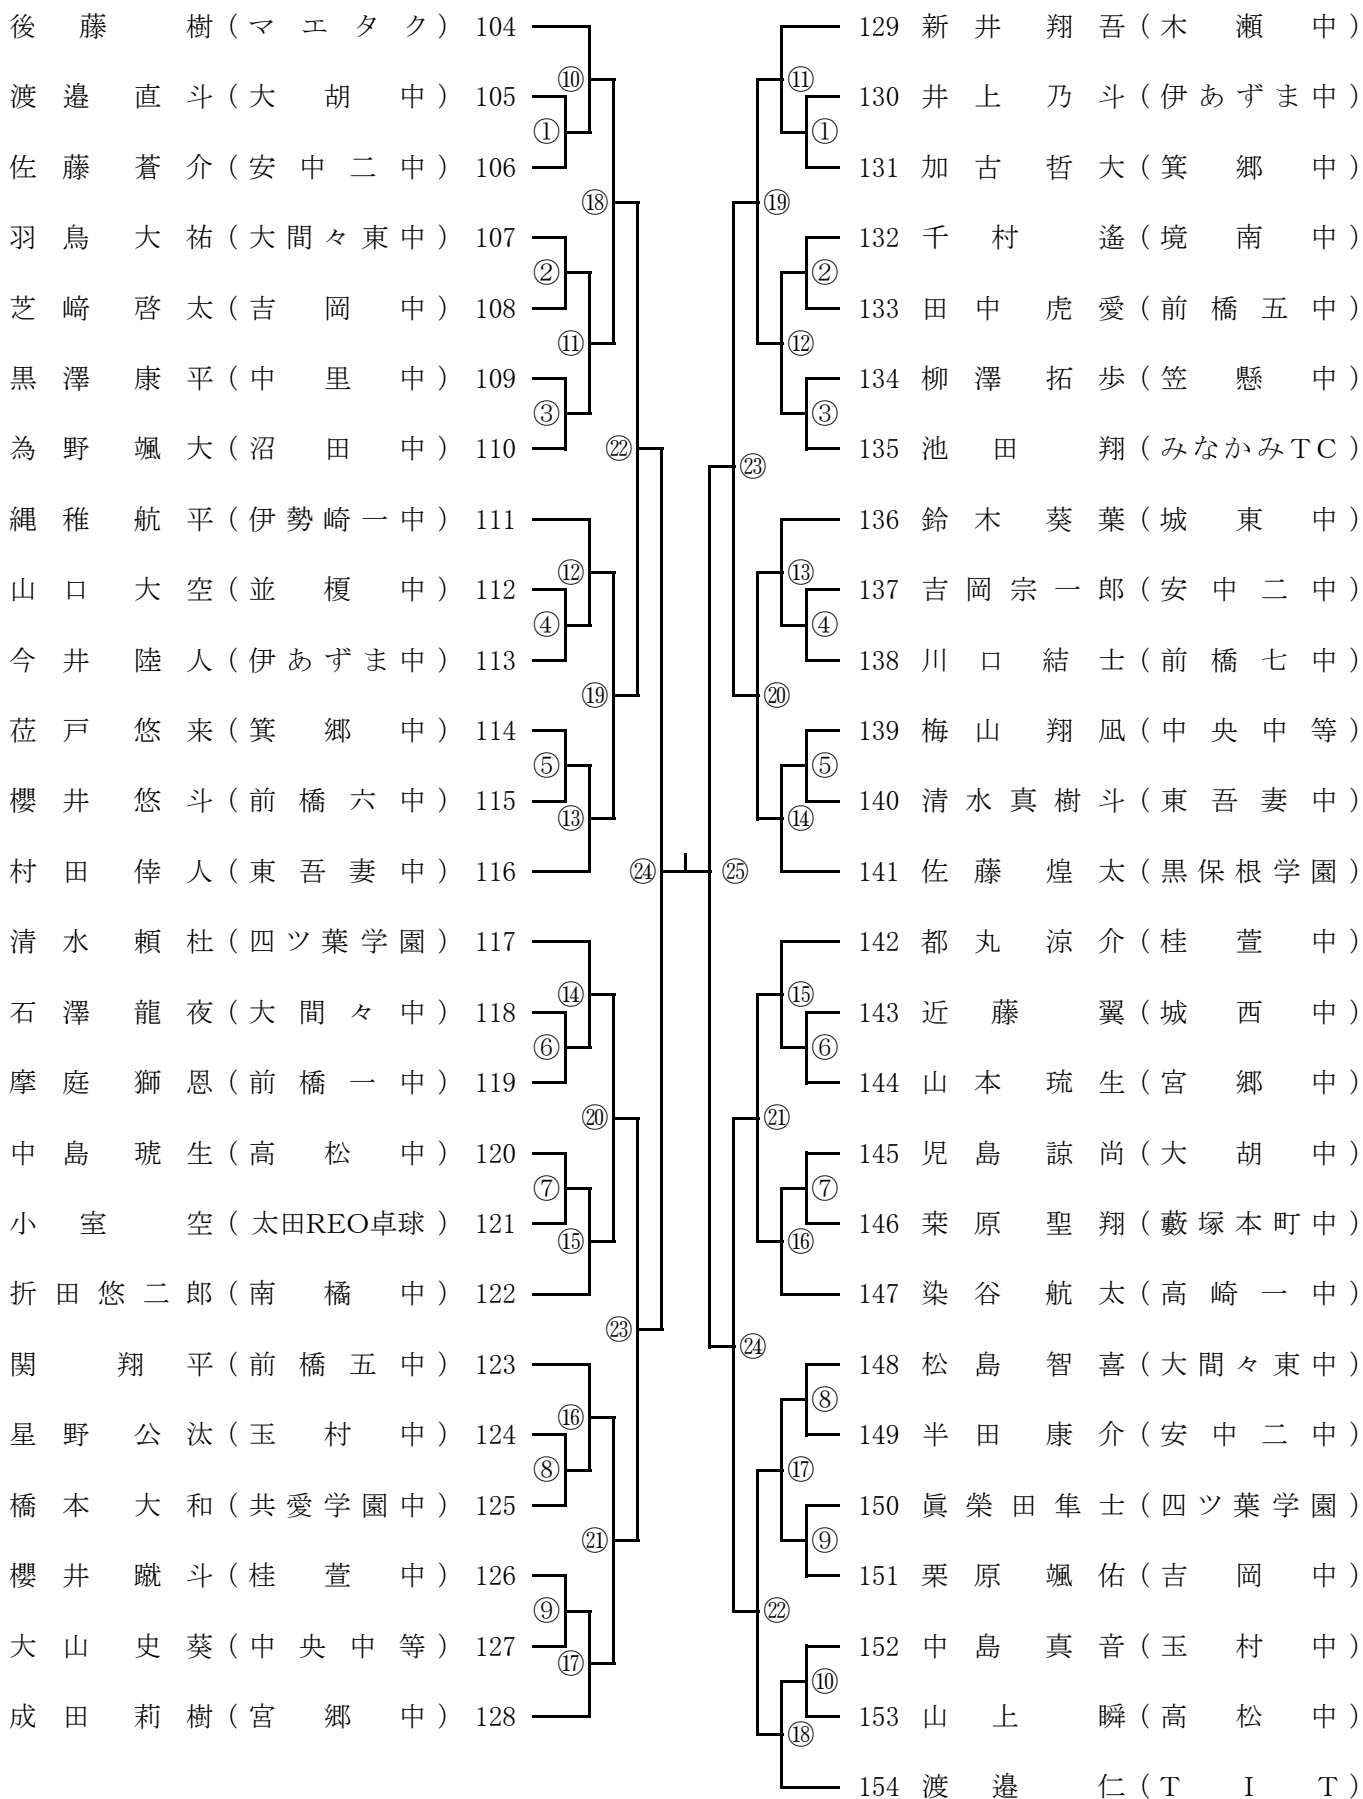 後藤 樹（マエタク） 104
⑩
渡邉 直斗（大胡中） 105
①
佐藤 蒼介（安中二中） 106
⑱
羽鳥 大祐（大間々東中） 107
②
芝﨑 啓太（吉岡中） 108
⑪
黒澤 康平（中里中） 109
③
為野 颯大（沼田中） 110
㉒
縄稚 航平（伊勢崎一中） 111
⑫
山口 大空（並榎中） 112
④
今井 陸人（伊あずま中） 113
⑲
莅戸 悠来（箕郷中） 114
⑤
櫻井 悠斗（前橋六中） 115
⑬
村田 倖人（東吾妻中） 116
㉔
清水 頼杜（四ツ葉学園） 117
⑭
石澤 龍夜（大間々中） 118
⑥
摩庭 獅恩（前橋一中） 119
⑳
中島 琥生（高松中） 120
⑦
小室 空（太田REO卓球） 121
⑮
折田悠二郎（南橘中） 122
㉓
関 翔平（前橋五中） 123
⑯
星野 公汰（玉村中） 124
⑧
橋本 大和（共愛学園中） 125
㉑
櫻井 蹴斗（桂萱中） 126
⑨
大山 史葵（中央中等） 127
⑰
成田 莉樹（宮郷中） 128
129 新井 翔吾（木瀬中）
⑪
130 井上 乃斗（伊あずま中）
①
131 加古 哲大（箕郷中）
⑲
132 千村 遙（境南中）
②
133 田中 虎愛（前橋五中）
⑫
134 柳澤 拓歩（笠懸中）
③
135 池田 翔（みなかみTC）
㉓
136 鈴木 葵葉（城東中）
⑬
137 吉岡宗一郎（安中二中）
④
138 川口 結士（前橋七中）
⑳
139 梅山 翔凪（中央中等）
⑤
140 清水真樹斗（東吾妻中）
⑭
141 佐藤 煌太（黒保根学園）
㉕
142 都丸 涼介（桂萱中）
⑮
143 近藤 翼（城西中）
⑥
144 山本 琉生（宮郷中）
㉑
145 児島 諒尚（大胡中）
⑦
146 栞原 聖翔（藪塚本町中）
⑯
147 染谷 航太（高崎一中）
㉔
148 松島 智喜（大間々東中）
⑧
149 半田 康介（安中二中）
⑰
150 眞榮田隼士（四ツ葉学園）
⑨
151 栗原 颯佑（吉岡中）
㉒
152 中島 真音（玉村中）
⑩
153 山上 瞬（高松中）
⑱
154 渡邉 仁（TIT）